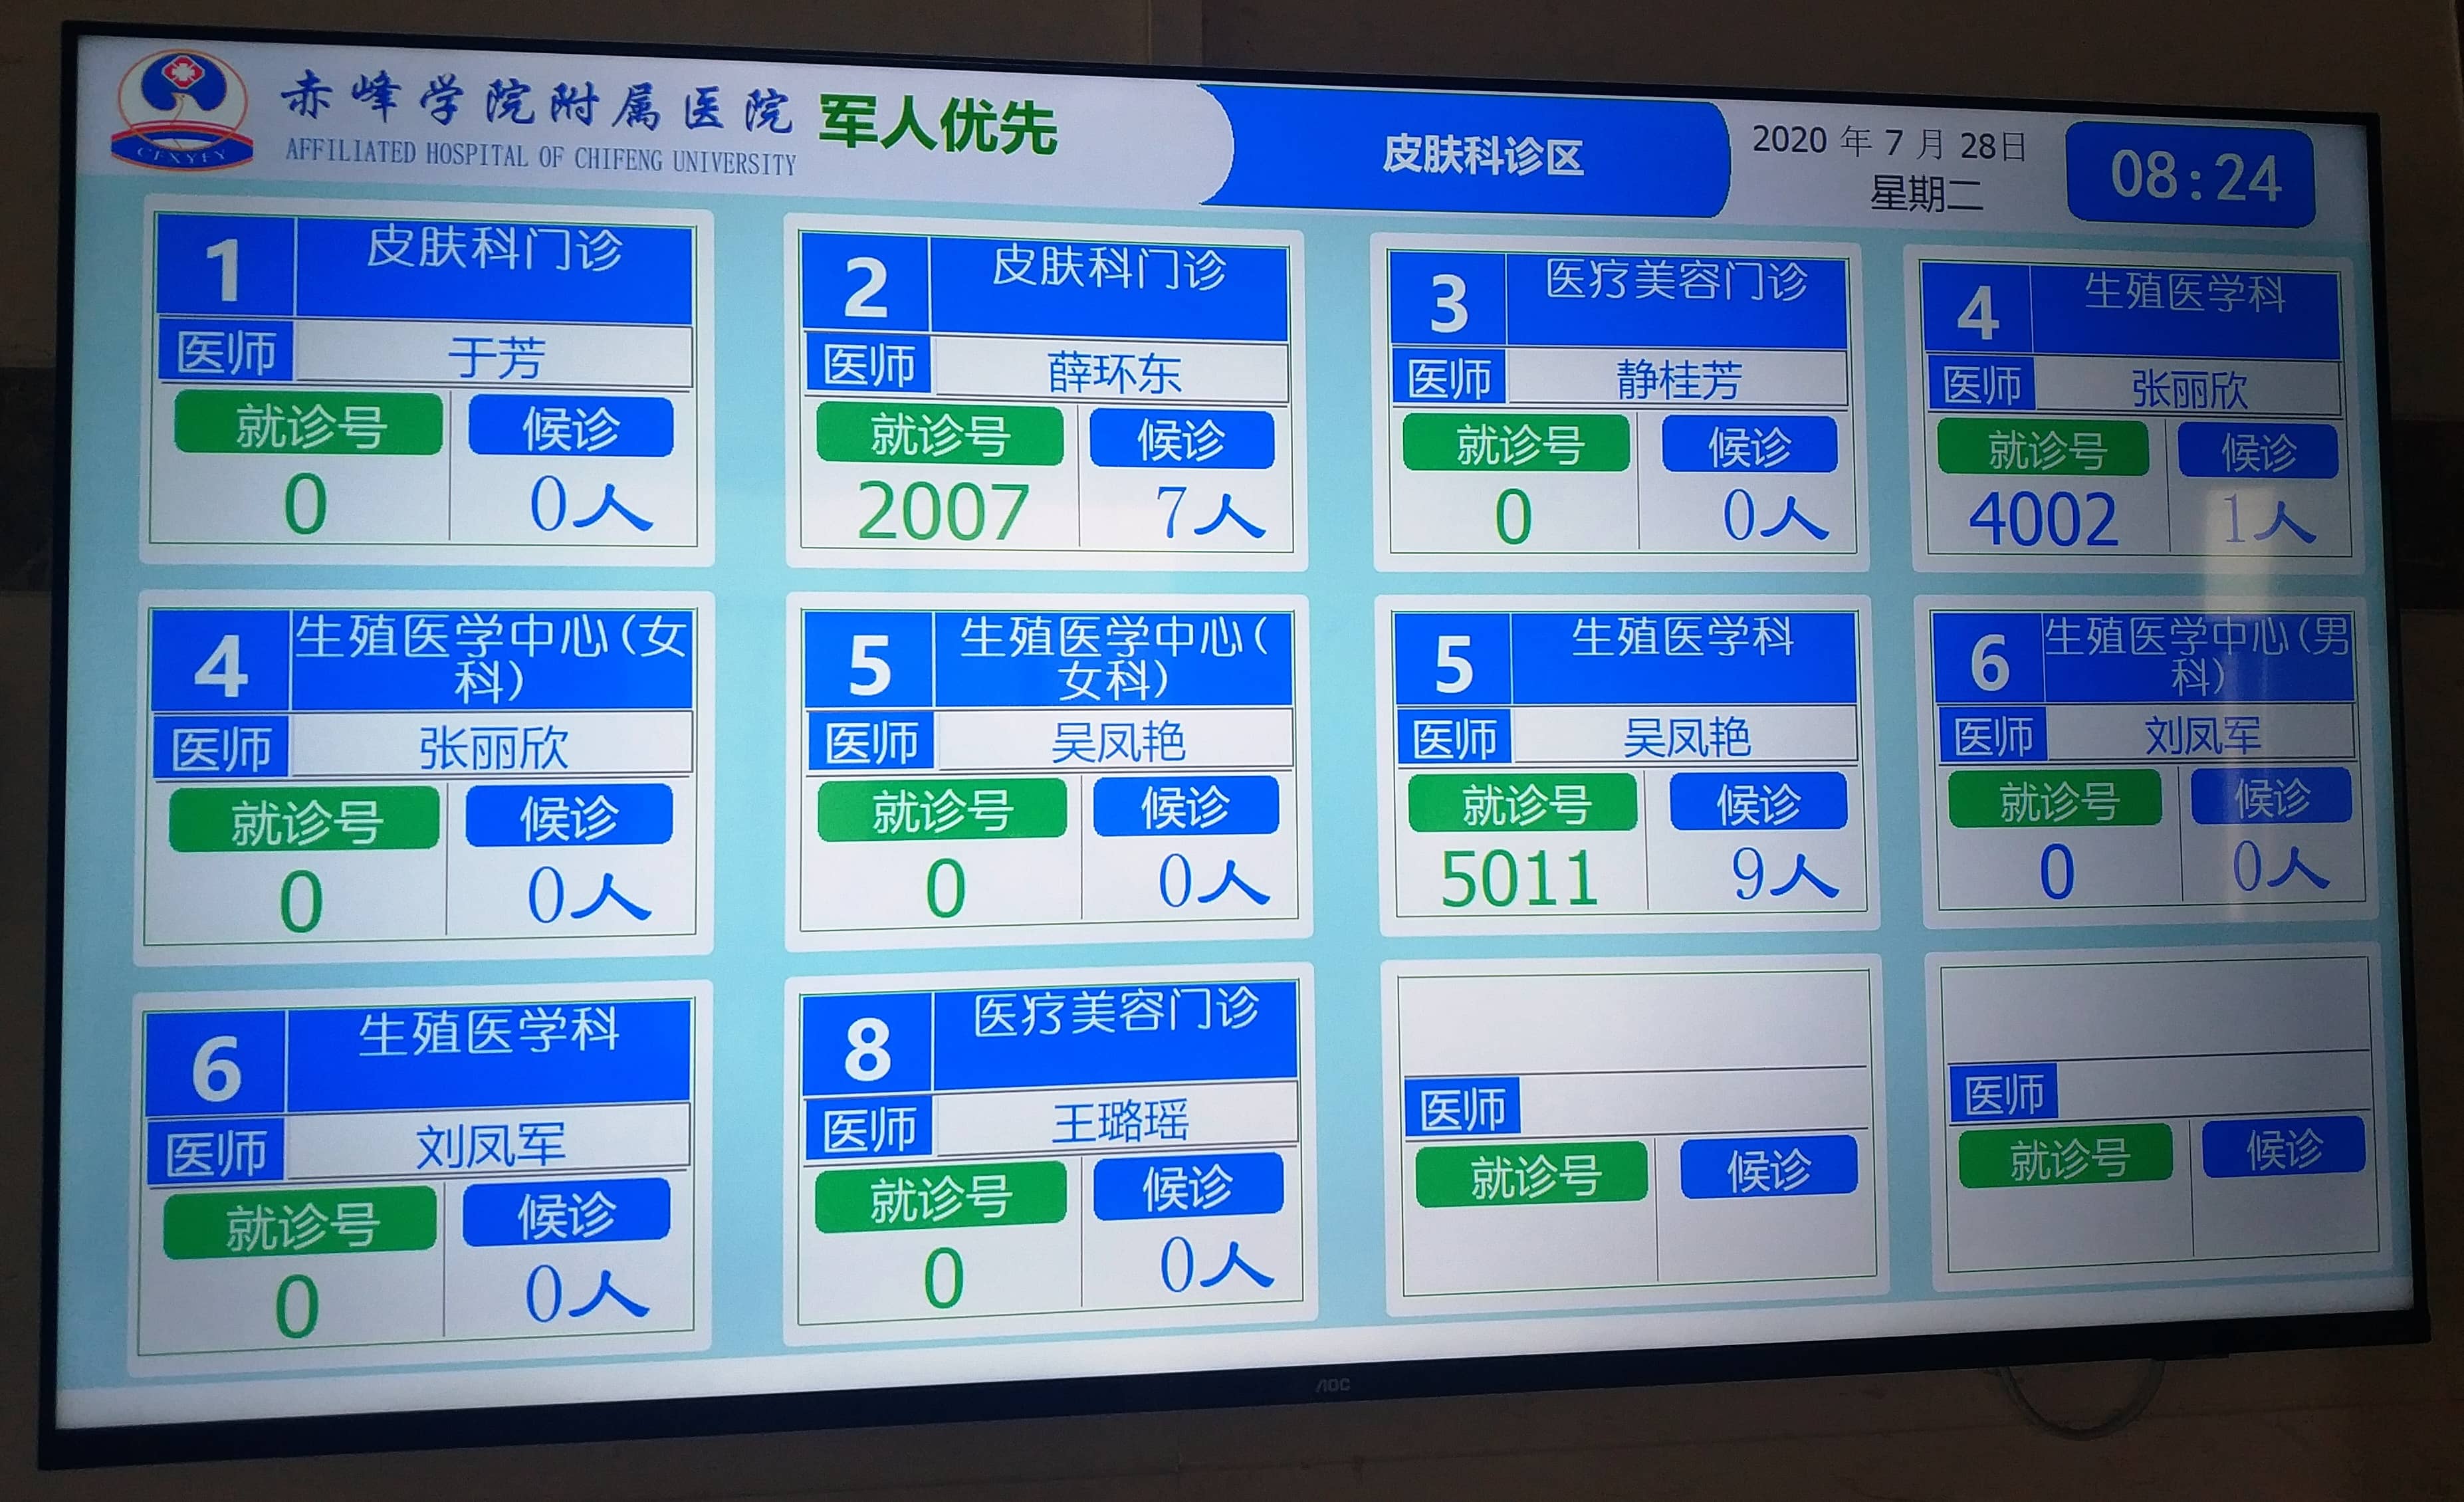 赤峰学院附属医院 军人优先
AFFILIATED HOSPITAL OF CHIFENG UNIVERSITY
CFXYFY
皮肤科诊区
2020 年 7 月 28日
星期二
08:24
1 皮肤科门诊
医师 于芳
就诊号 候诊
0 0人
2 皮肤科门诊
医师 薛环东
就诊号 候诊
2007 7人
3 医疗美容门诊
医师 静桂芳
就诊号 候诊
0 0人
4 生殖医学科
医师 张丽欣
就诊号 候诊
4002 1人
4 生殖医学中心(女
科)
医师 张丽欣
就诊号 候诊
0 0人
5 生殖医学中心(
女科)
医师 吴凤艳
就诊号 候诊
0 0人
5 生殖医学科
医师 吴凤艳
就诊号 候诊
5011 9人
6 生殖医学中心(男
科)
医师 刘凤军
就诊号 候诊
0 0人
6 生殖医学科
医师 刘凤军
就诊号 候诊
0 0人
8 医疗美容门诊
医师 王璐瑶
就诊号 候诊
0 0人
医师
就诊号 候诊
医师
就诊号 候诊
AOC